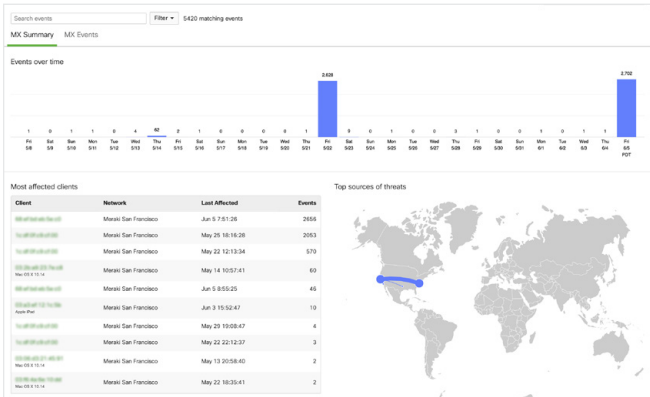 Search events
Filter
5420 matching events
MX Summary
MX Events
Events over time
1 0 1 1 0 4 62 2 1 0 0 0 0 1 2.628 0 0 1 0 0 3 1 0 0 1 0 1 1 2.702
Fri Sat Sun Mon Tue Wed Thu Fri Sat Sun Mon Tue Wed Thu Fri Sat Sun Mon Tue Wed Thu Fri Sat Sun Mon Tue Wed Thu Fri
5/8 5/9 5/10 5/11 5/12 5/13 5/14 5/15 5/16 5/17 5/18 5/19 5/20 5/21 5/22 5/23 5/24 5/25 5/26 5/27 5/28 5/29 5/30 5/31 6/1 6/2 6/3 6/4 6/5
PDT
Most affected clients
Top sources of threats
Client Network Last Affected Events
Meraki San Francisco Jun 5 7:51:26 2656
Meraki San Francisco May 25 18:16:28 2053
Meraki San Francisco May 22 12:13:34 570
Meraki San Francisco May 14 10:57:41 60
Mac OS X 10.14
Meraki San Francisco Jun 5 8:55:25 46
Meraki San Francisco Jun 3 15:52:47 10
Apple iPad
Meraki San Francisco May 29 19:08:47 4
Meraki San Francisco May 22 22:12:37 3
Meraki San Francisco May 13 20:58:40 2
Mac OS X 10.14
Meraki San Francisco May 22 18:35:41 2
Mac OS X 10.14